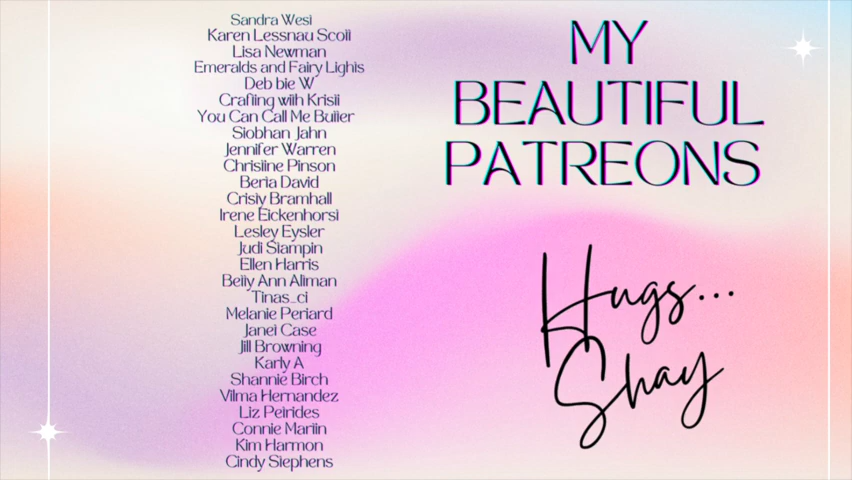 Sandra West
Karen Lessnau Scott
Lisa Newman
Emeralds and Fairy Lights
Deb bie W
Crafting with Kristi
You Can Call Me Butter
Siobhan Jahn
Jennifer Warren
Christine Pinson
Berta David
Cristy Bramhall
Irene Eickenhorst
Lesley Eysler
Judi Stampin
Ellen Harris
Betty Ann Altman
Tinas_ci
Melanie Periard
Janet Case
Jill Browning
Karly A
Shannie Birch
Vilma Hernandez
Liz Petrides
Connie Martin
Kim Harmon
Cindy Stephens
MY
BEAUTIFUL
PATREONS
Hugs...
Shay